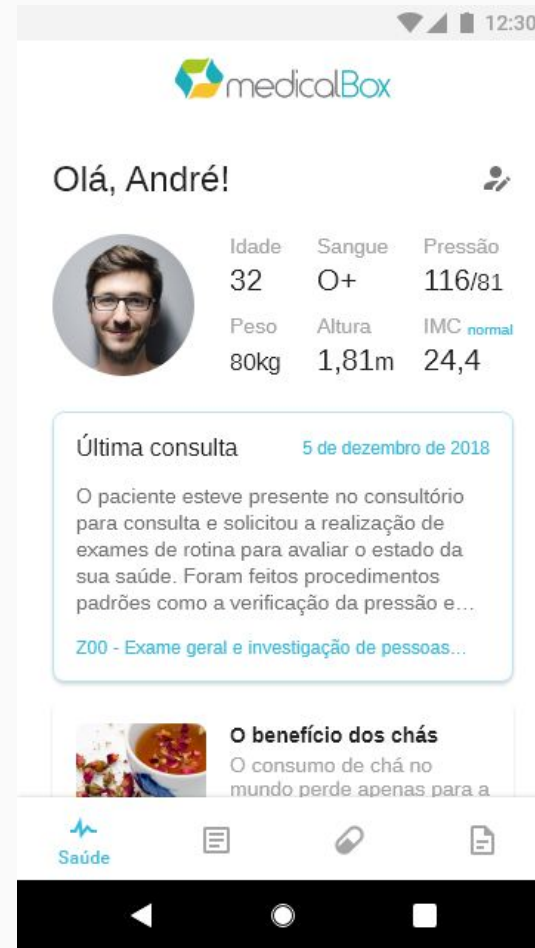 12:30
medicalBox
Olá, André!
Idade Sangue Pressão
32 O+ 116/81
Peso Altura IMC normal
80kg 1,81m 24,4
Última consulta 5 de dezembro de 2018
O paciente esteve presente no consultório
para consulta e solicitou a realização de
exames de rotina para avaliar o estado da
sua saúde. Foram feitos procedimentos
padrões como a verificação da pressão e...
Z00 - Exame geral e investigação de pessoas...
O benefício dos chás
O consumo de chá no
mundo perde apenas para a
Saúde